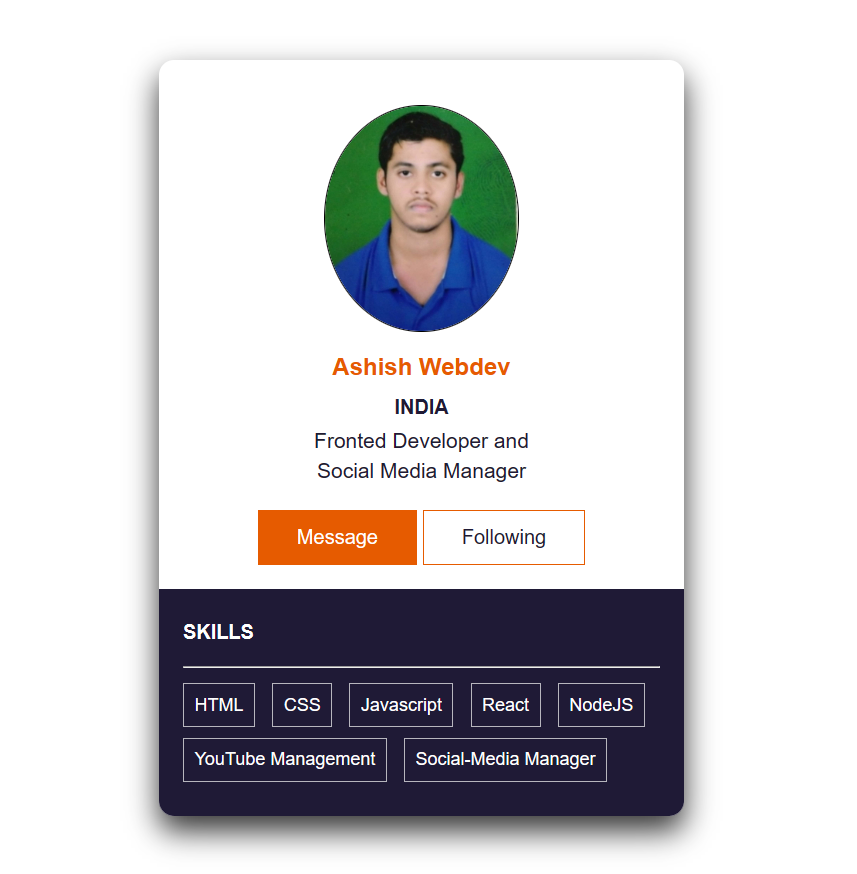 Ashish Webdev
INDIA
Fronted Developer and
Social Media Manager
Message Following
SKILLS
HTML CSS Javascript React NodeJS
YouTube Management Social-Media Manager